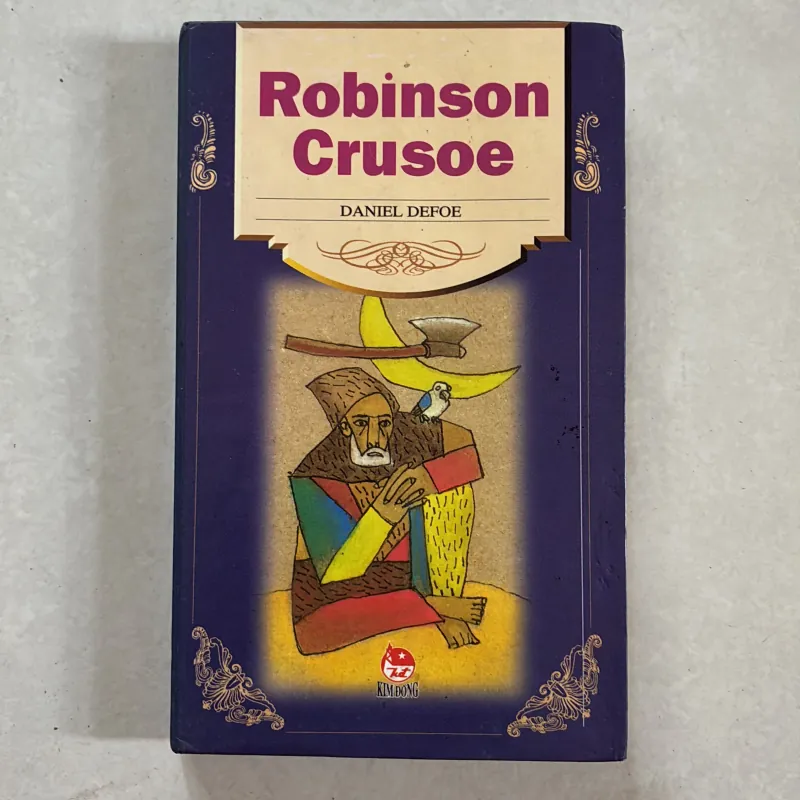 Robinson
Crusoe
DANIEL DEFOE
KIM ĐỒNG